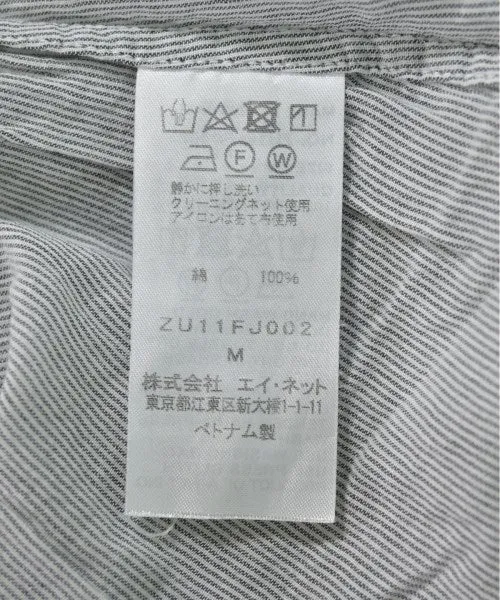 F W
静かに押し洗い
クリーニングネット使用
アイロンはあて布使用
綿 100%
ZU11FJ002
M
株式会社 エイ・ネット
東京都江東区新大橋1-1-11
ベトナム製